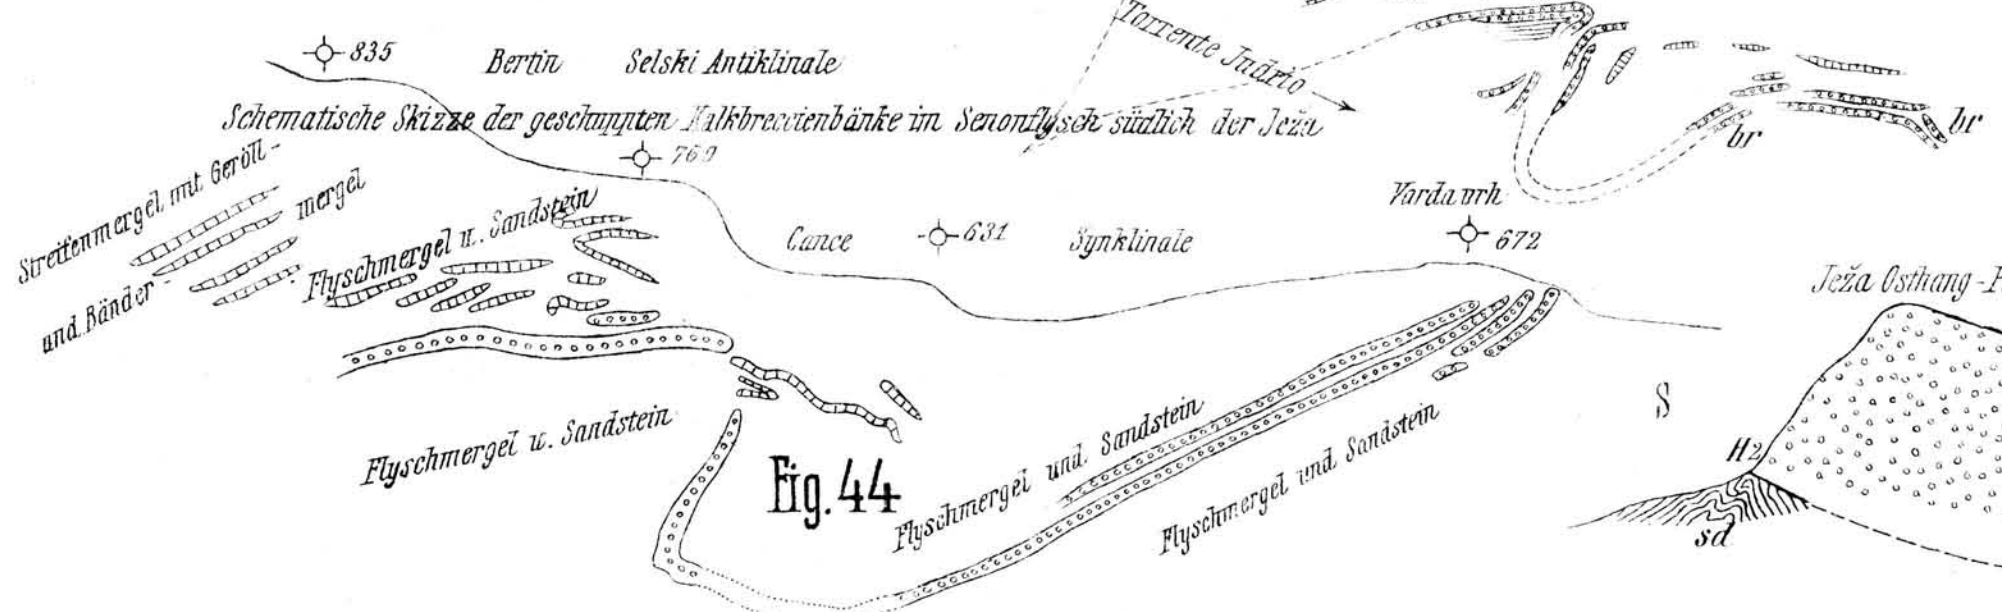 835
Bertin Selski Antiklinale
Torrente Judrio
Schematische Skizze der geschuppten Kalkbreccienbänke im Senonflysch südlich der Ježa
br
br
760
Streifenmergel mit Geröll-
und Bänder-
mergel
Flyschmergel u. Sandstein
Varda vrh
Cance
631
Synklinale
672
Ježa Osthang-
Flyschmergel u. Sandstein
Flyschmergel und Sandstein
Flyschmergel und Sandstein
S
Hz
sd
Fig. 44